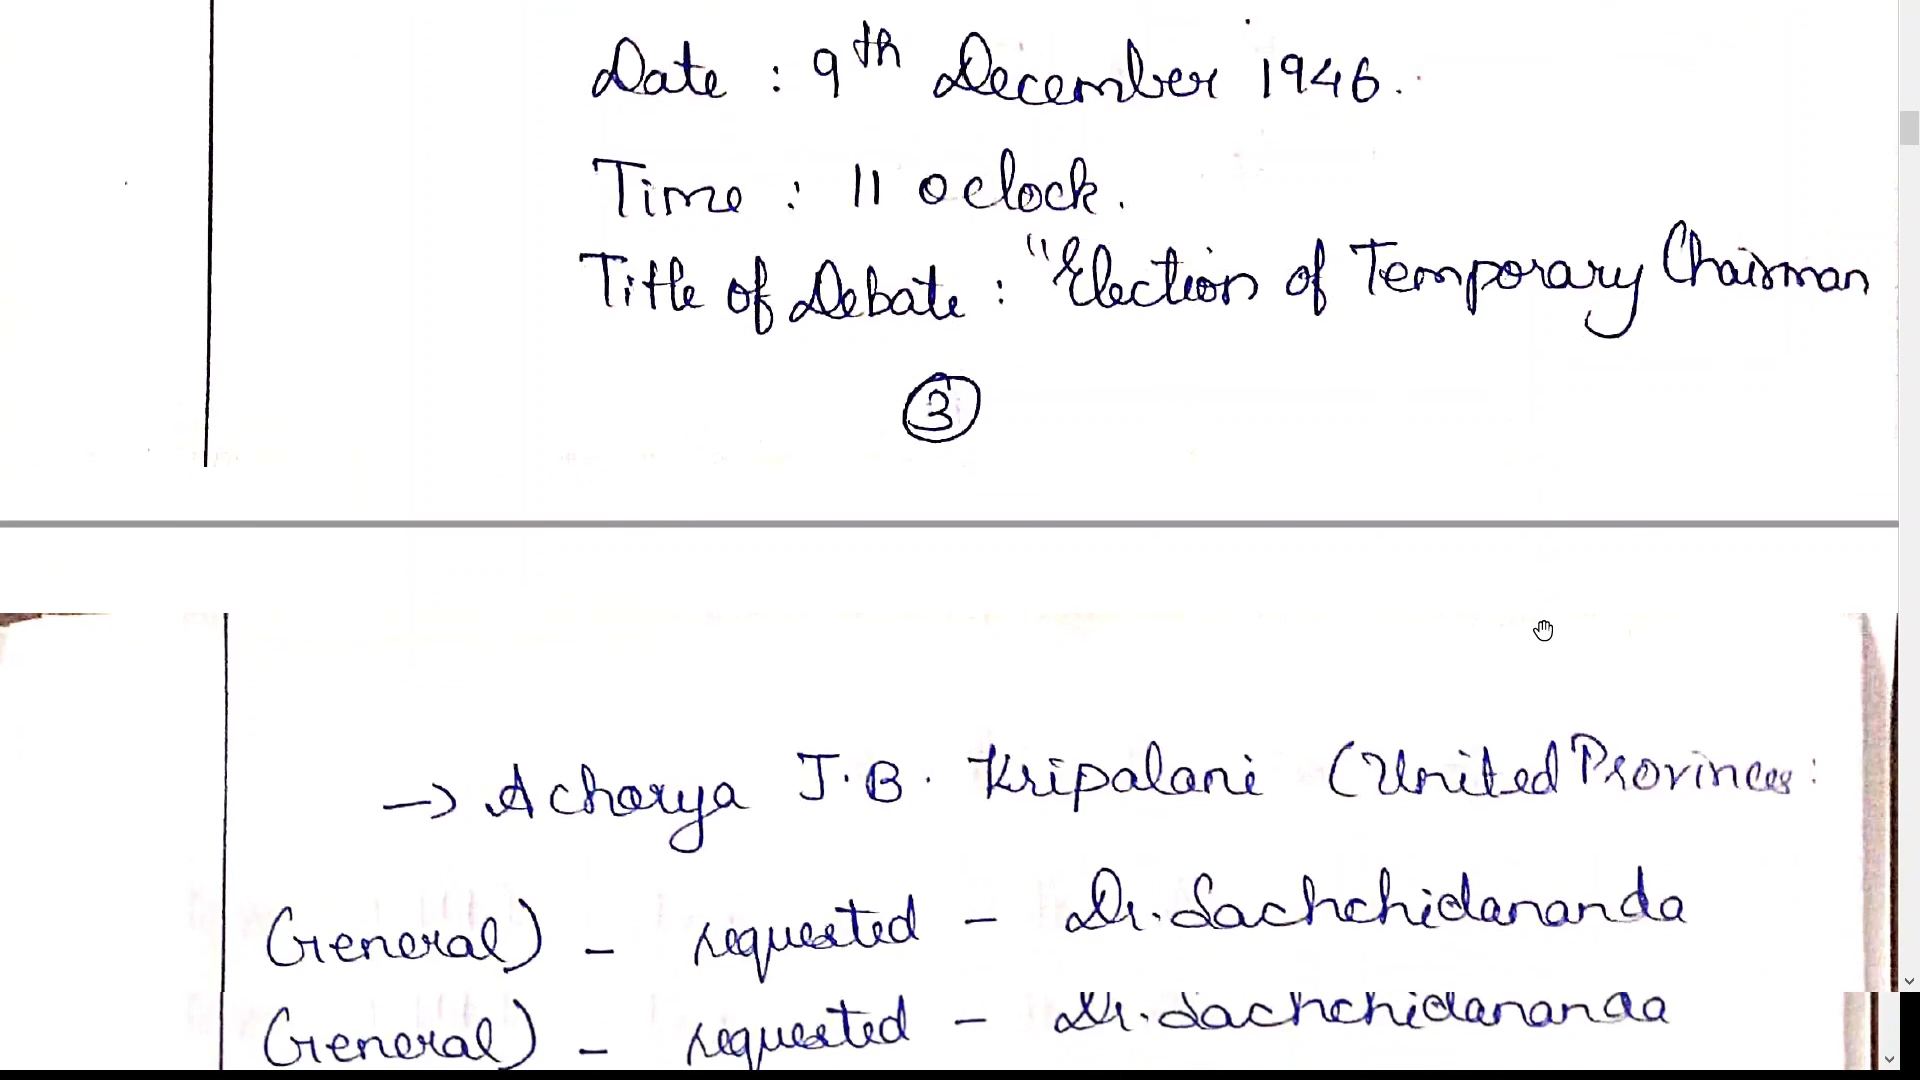 Date : 9th December 1946.
Time : 11 o clock.
Title of Debate : "Election of Temporary Chairman
3
→ Acharya J.B. Kripalani (United Provinces:
General) - requested - Dr. Sachchidananda
General) - requested - Dr. Sachchidananda